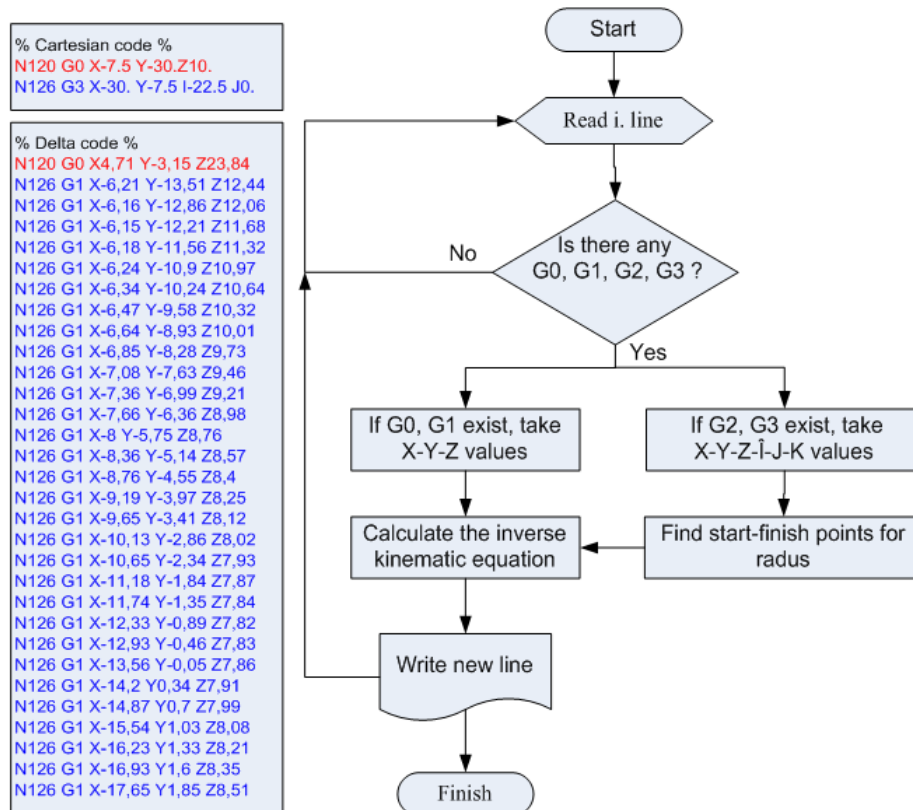 % Cartesian code %
N120 G0 X-7.5 Y-30.Z10.
N126 G3 X-30. Y-7.5 I-22.5 J0.
% Delta code %
N120 G0 X4,71 Y-3,15 Z23,84
N126 G1 X-6,21 Y-13,51 Z12,44
N126 G1 X-6,16 Y-12,86 Z12,06
N126 G1 X-6,15 Y-12,21 Z11,68
N126 G1 X-6,18 Y-11,56 Z11,32
N126 G1 X-6,24 Y-10,9 Z10,97
N126 G1 X-6,34 Y-10,24 Z10,64
N126 G1 X-6,47 Y-9,58 Z10,32
N126 G1 X-6,64 Y-8,93 Z10,01
N126 G1 X-6,85 Y-8,28 Z9,73
N126 G1 X-7,08 Y-7,63 Z9,46
N126 G1 X-7,36 Y-6,99 Z9,21
N126 G1 X-7,66 Y-6,36 Z8,98
N126 G1 X-8 Y-5,75 Z8,76
N126 G1 X-8,36 Y-5,14 Z8,57
N126 G1 X-8,76 Y-4,55 Z8,4
N126 G1 X-9,19 Y-3,97 Z8,25
N126 G1 X-9,65 Y-3,41 Z8,12
N126 G1 X-10,13 Y-2,86 Z8,02
N126 G1 X-10,65 Y-2,34 Z7,93
N126 G1 X-11,18 Y-1,84 Z7,87
N126 G1 X-11,74 Y-1,35 Z7,84
N126 G1 X-12,33 Y-0,89 Z7,82
N126 G1 X-12,93 Y-0,46 Z7,83
N126 G1 X-13,56 Y-0,05 Z7,86
N126 G1 X-14,2 Y0,34 Z7,91
N126 G1 X-14,87 Y0,7 Z7,99
N126 G1 X-15,54 Y1,03 Z8,08
N126 G1 X-16,23 Y1,33 Z8,21
N126 G1 X-16,93 Y1,6 Z8,35
N126 G1 X-17,65 Y1,85 Z8,51
Start
Read i. line
Is there any
G0, G1, G2, G3 ?
No
Yes
If G0, G1 exist, take
X-Y-Z values
If G2, G3 exist, take
X-Y-Z-Î-J-K values
Calculate the inverse
kinematic equation
Find start-finish points for
radus
Write new line
Finish